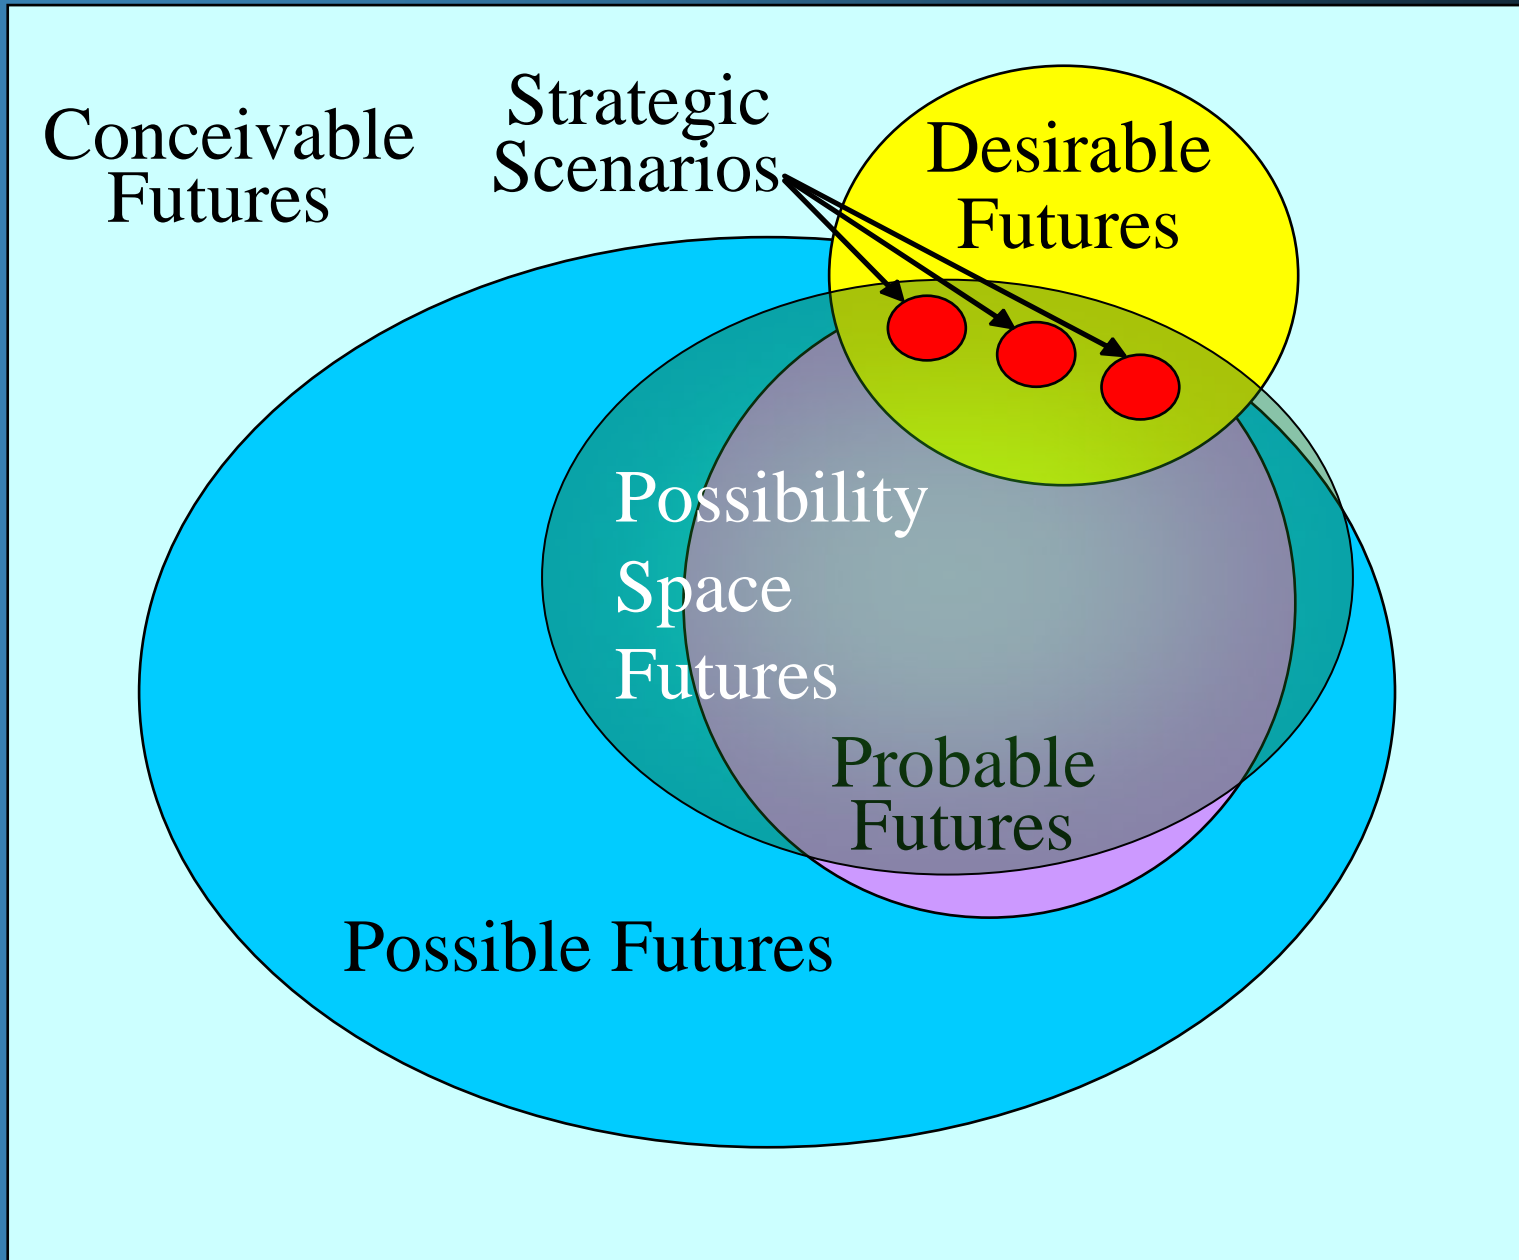 Conceivable
Futures
Strategic
Scenarios
Desirable
Futures
Possibility
Space
Futures
Probable
Futures
Possible Futures